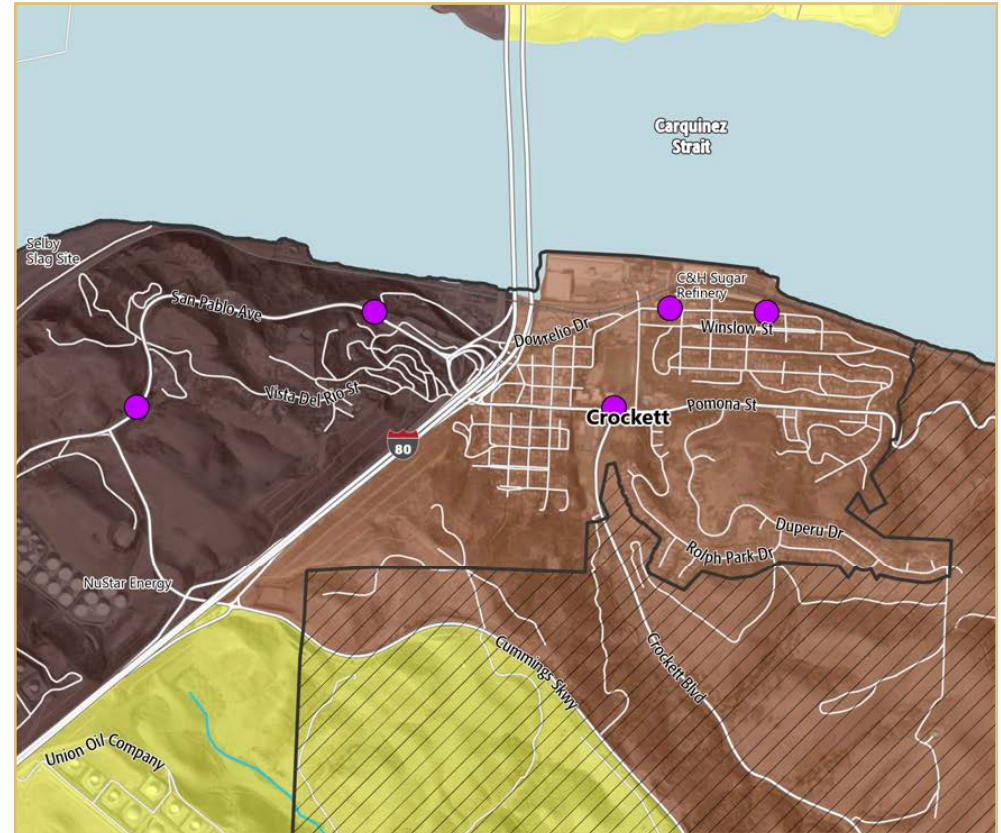 Carquinez
Strait
Selby
Slag Site
San Pablo Ave
C&H Sugar
Refinery
Winslow St
Dowrelio Dr
Vista Del Rio St
Pomona St
Crockett
80
Duperu Dr
Rolph Park Dr
NuStar Energy
Cummings Skwy
Crockett Blvd
Union Oil Company